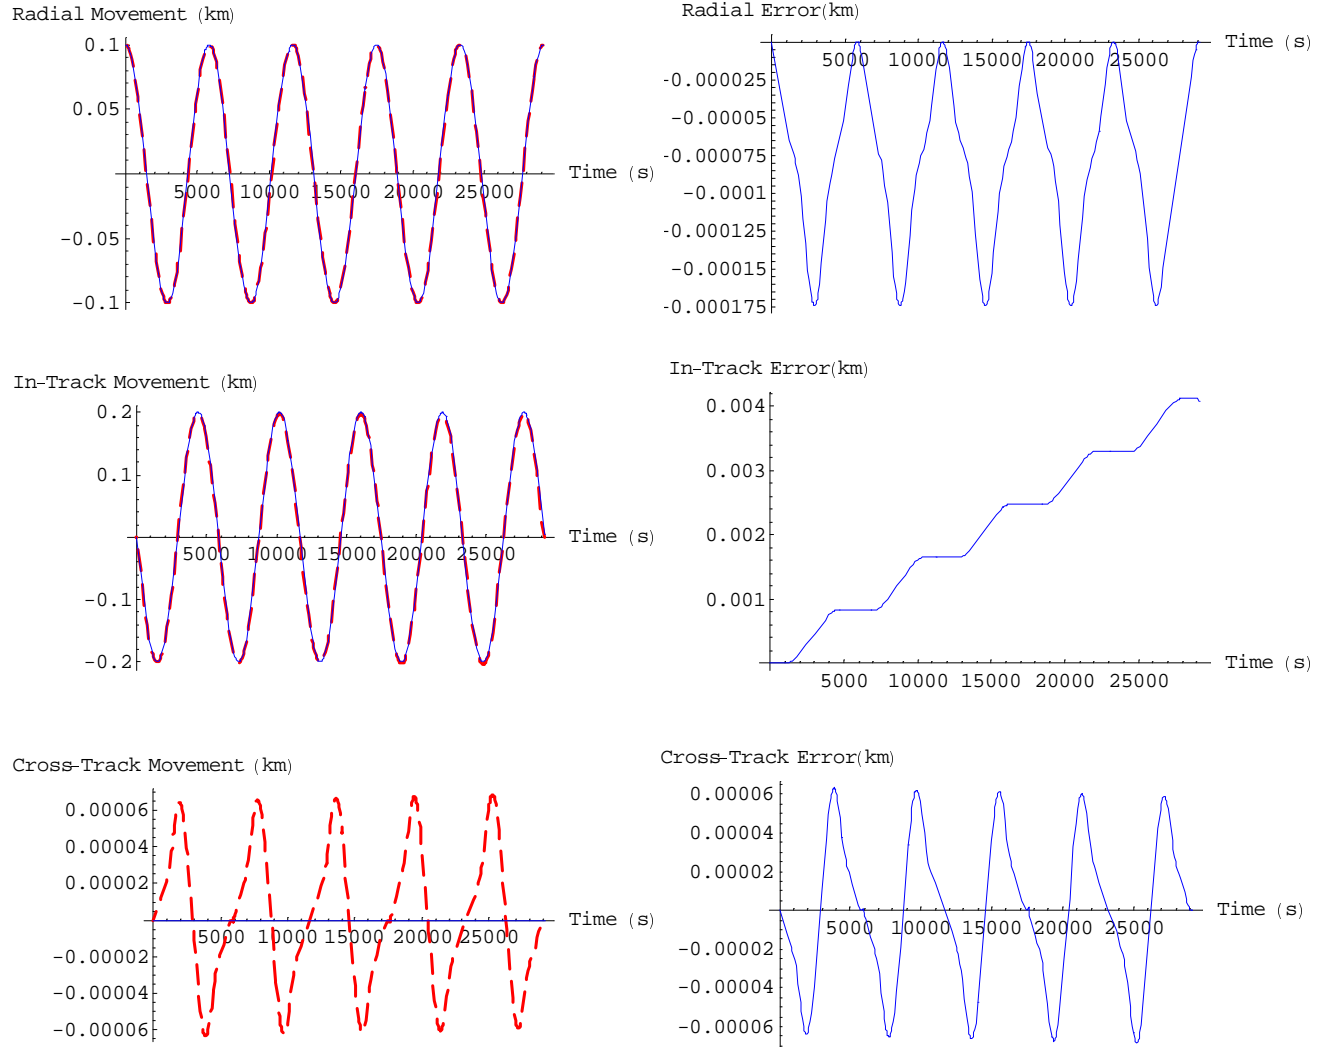 Radial Movement (km)
0.1
0.05
-0.05
-0.1
5000 10000 15000 20000 25000
Time (s)
Radial Error(km)
Time (s)
5000 10000 15000 20000 25000
-0.000025
-0.00005
-0.000075
-0.0001
-0.000125
-0.00015
-0.000175
In-Track Movement (km)
0.2
0.1
-0.1
-0.2
5000 10000 15000 20000 25000
Time (s)
In-Track Error(km)
0.004
0.003
0.002
0.001
5000 10000 15000 20000 25000
Time (s)
Cross-Track Movement (km)
0.00006
0.00004
0.00002
-0.00002
-0.00004
-0.00006
5000 10000 15000 20000 25000
Time (s)
Cross-Track Error(km)
0.00006
0.00004
0.00002
-0.00002
-0.00004
-0.00006
5000 10000 15000 20000 25000
Time (s)